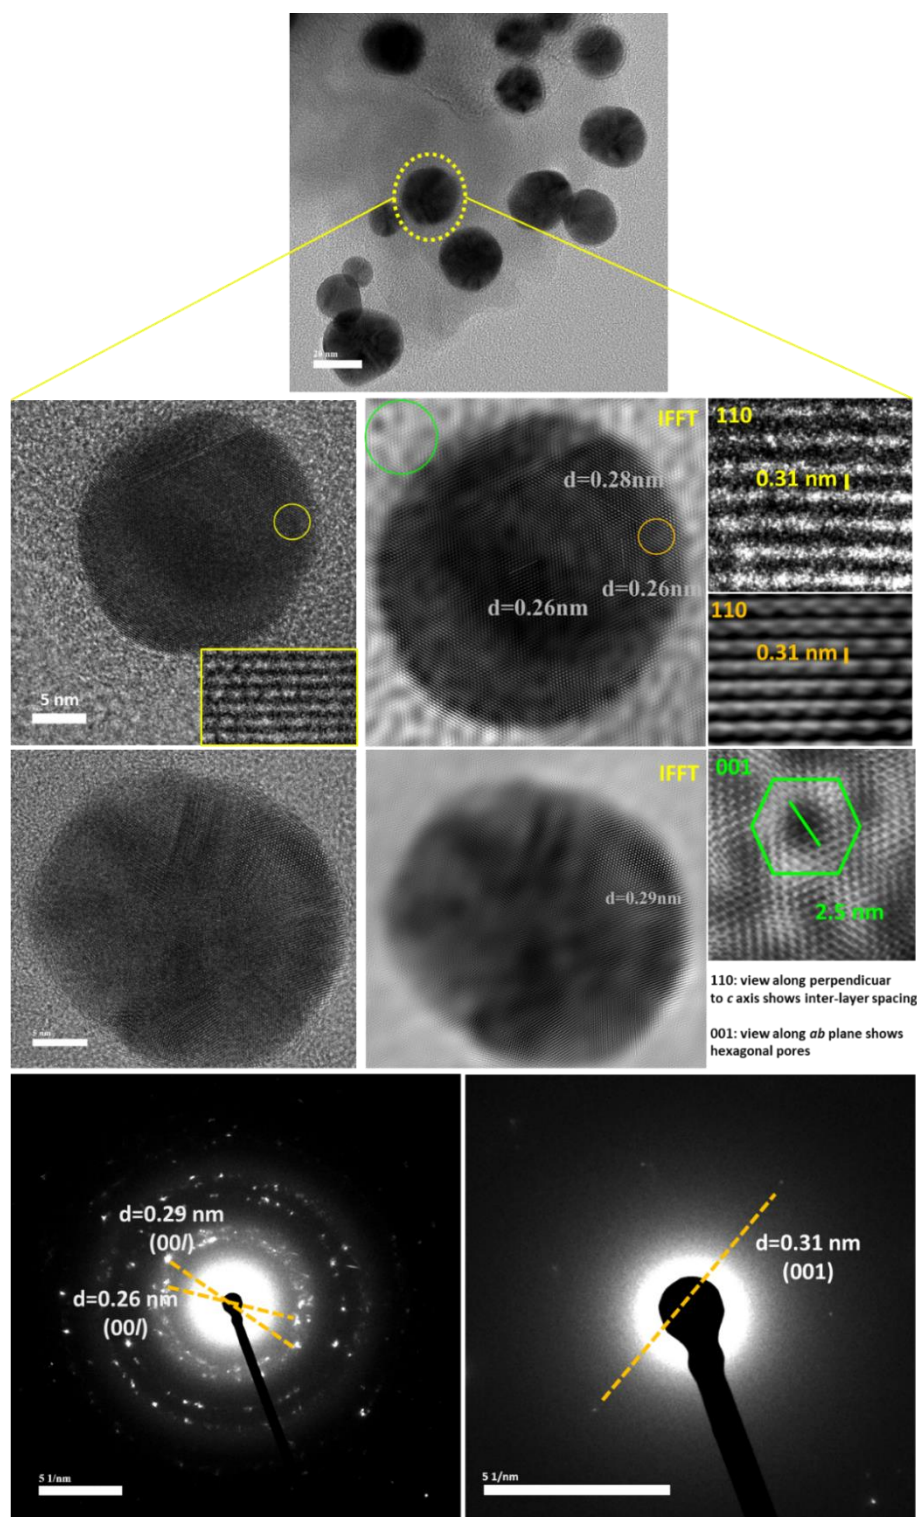 20 nm
IFFT
d=0.28nm
d=0.26nm
d=0.26nm
5 nm
110
0.31 nm
110
0.31 nm
IFFT
d=0.29nm
5 nm
001
2.5 nm
110: view along perpendicuar
to c axis shows inter-layer spacing
001: view along ab plane shows
hexagonal pores
d=0.29 nm
(00l)
d=0.26 nm
(00l)
5 1/nm
d=0.31 nm
(001)
5 1/nm